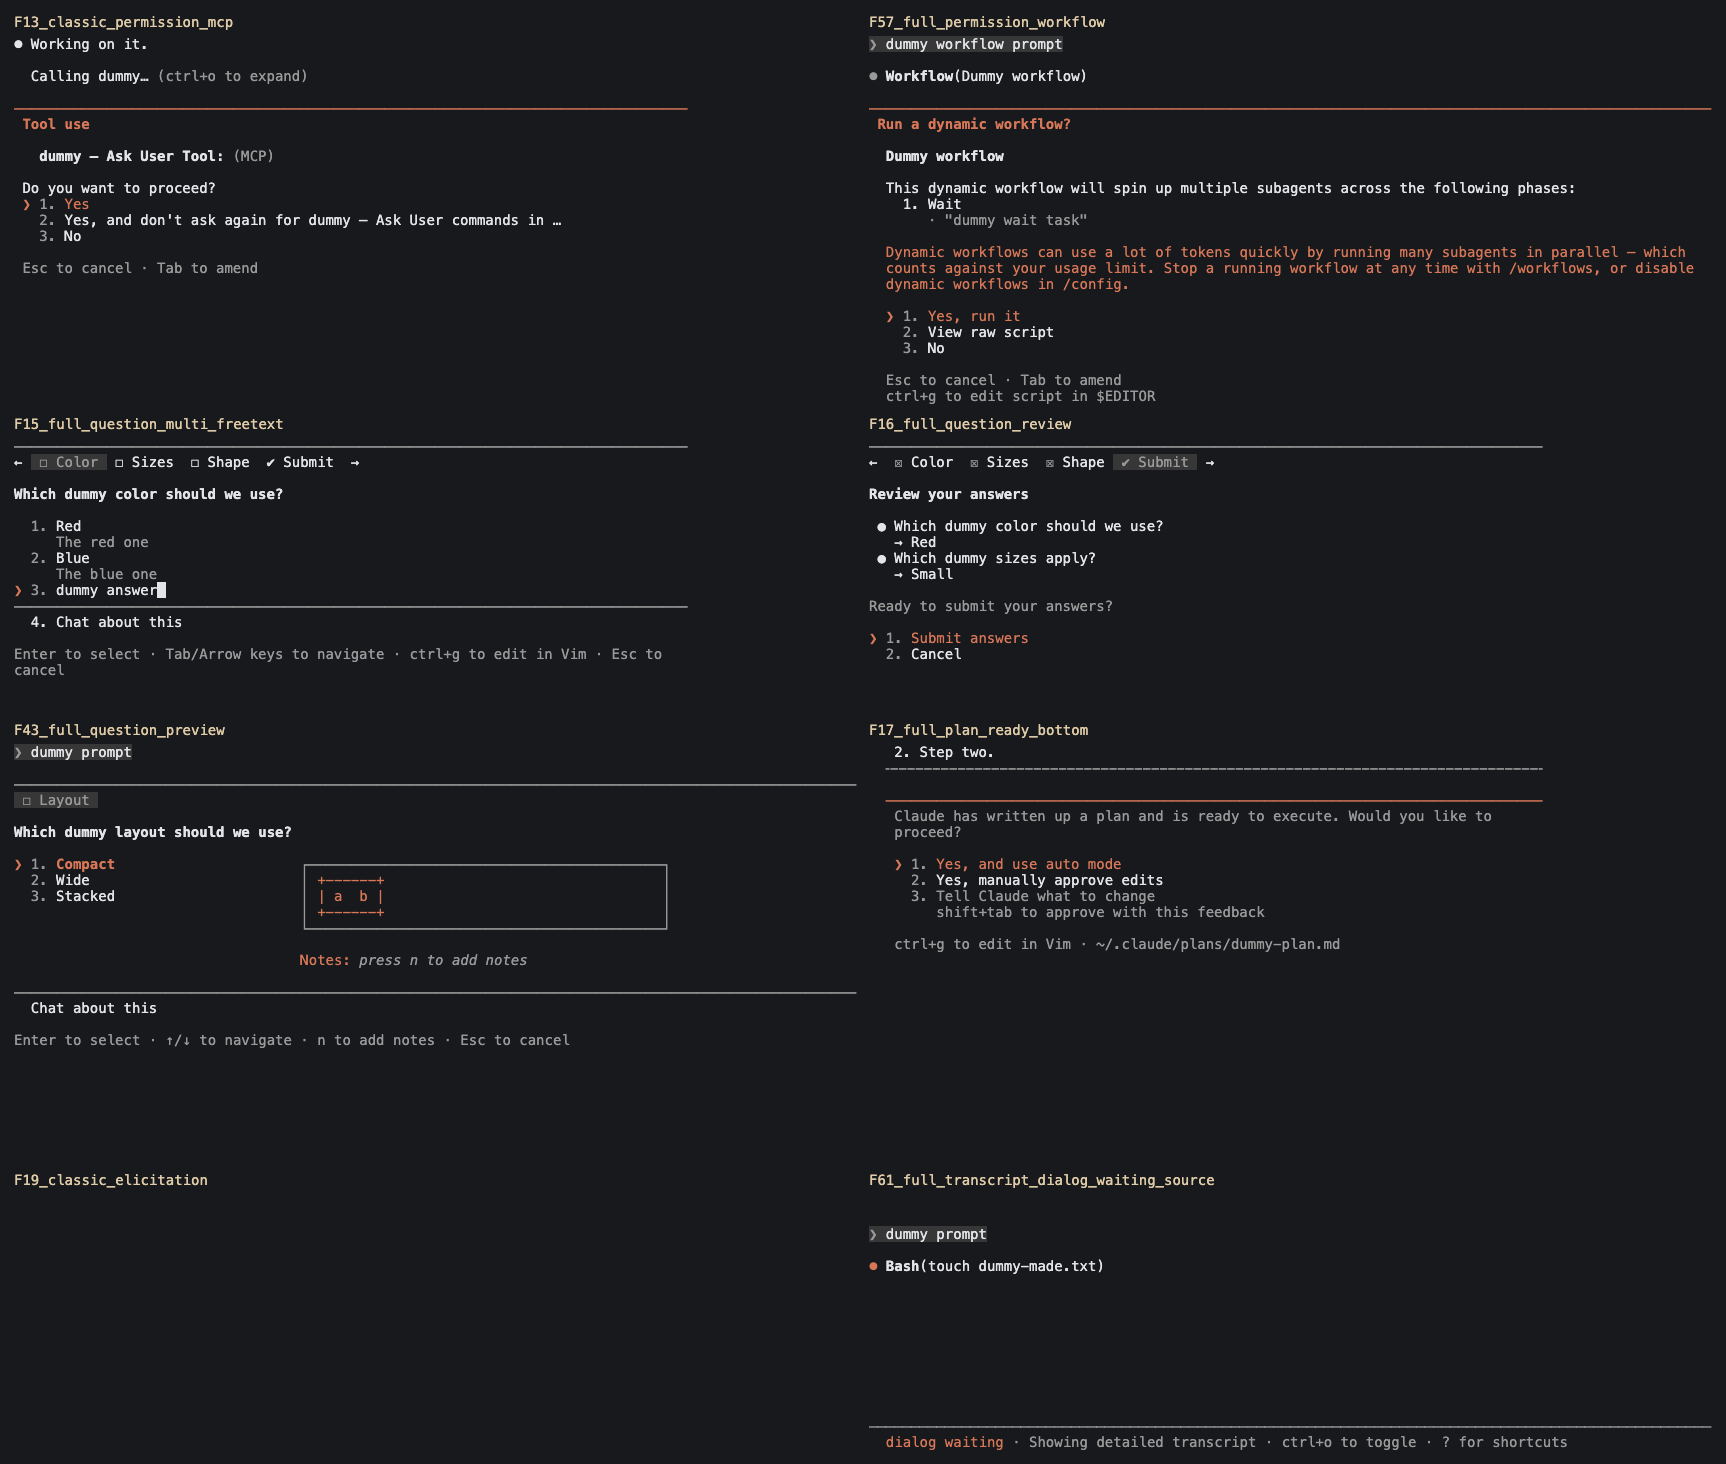 F13_classic_permission_mcp
● Working on it.
Calling dummy… (ctrl+o to expand)
Tool use
dummy — Ask User Tool: (MCP)
Do you want to proceed?
❯ 1. Yes
2. Yes, and don't ask again for dummy — Ask User commands in …
3. No
Esc to cancel · Tab to amend
F57_full_permission_workflow
❯ dummy workflow prompt
● Workflow(Dummy workflow)
Run a dynamic workflow?
Dummy workflow
This dynamic workflow will spin up multiple subagents across the following phases:
1. Wait
· "dummy wait task"
Dynamic workflows can use a lot of tokens quickly by running many subagents in parallel — which
counts against your usage limit. Stop a running workflow at any time with /workflows, or disable
dynamic workflows in /config.
❯ 1. Yes, run it
2. View raw script
3. No
Esc to cancel · Tab to amend
ctrl+g to edit script in $EDITOR
F15_full_question_multi_freetext
← ☐ Color ☐ Sizes ☐ Shape ✔ Submit →
Which dummy color should we use?
1. Red
The red one
2. Blue
The blue one
❯ 3. dummy answer
4. Chat about this
Enter to select · Tab/Arrow keys to navigate · ctrl+g to edit in Vim · Esc to
cancel
F16_full_question_review
← ☒ Color ☒ Sizes ☒ Shape ✔ Submit →
Review your answers
● Which dummy color should we use?
→ Red
● Which dummy sizes apply?
→ Small
Ready to submit your answers?
❯ 1. Submit answers
2. Cancel
F43_full_question_preview
❯ dummy prompt
☐ Layout
Which dummy layout should we use?
❯ 1. Compact
2. Wide
3. Stacked
+——————+
| a  b |
+——————+
Notes: press n to add notes
Chat about this
Enter to select · ↑/↓ to navigate · n to add notes · Esc to cancel
F17_full_plan_ready_bottom
2. Step two.
Claude has written up a plan and is ready to execute. Would you like to
proceed?
❯ 1. Yes, and use auto mode
2. Yes, manually approve edits
3. Tell Claude what to change
shift+tab to approve with this feedback
ctrl+g to edit in Vim · ~/.claude/plans/dummy-plan.md
F19_classic_elicitation
F61_full_transcript_dialog_waiting_source
❯ dummy prompt
● Bash(touch dummy-made.txt)
dialog waiting · Showing detailed transcript · ctrl+o to toggle · ? for shortcuts